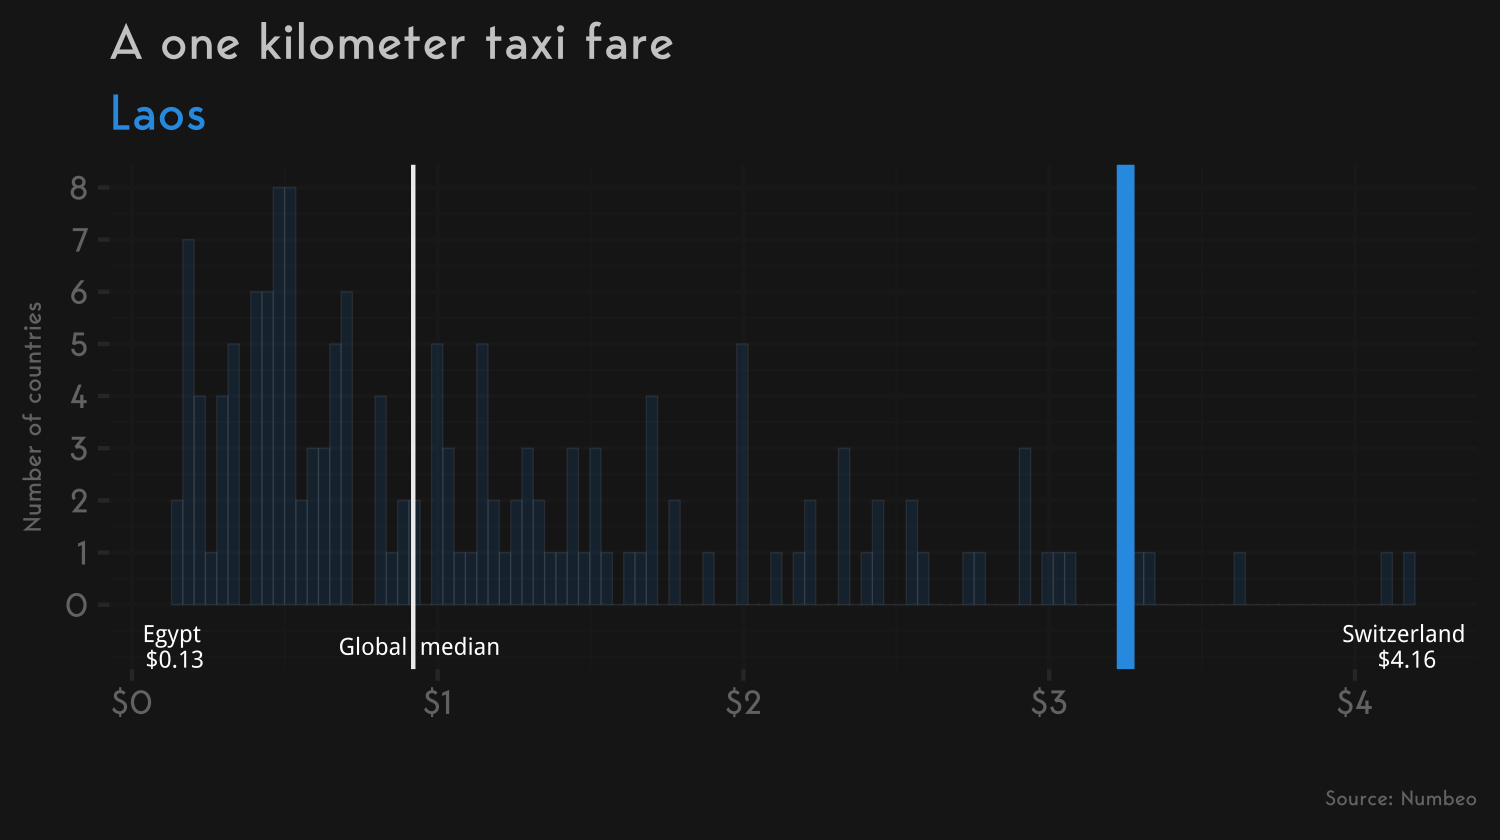 A one kilometer taxi fare
Laos
Number of countries
8
7
6
5
4
3
2
1
0
Egypt
$0.13
Global median
Switzerland
$4.16
$0
$1
$2
$3
$4
Source: Numbeo